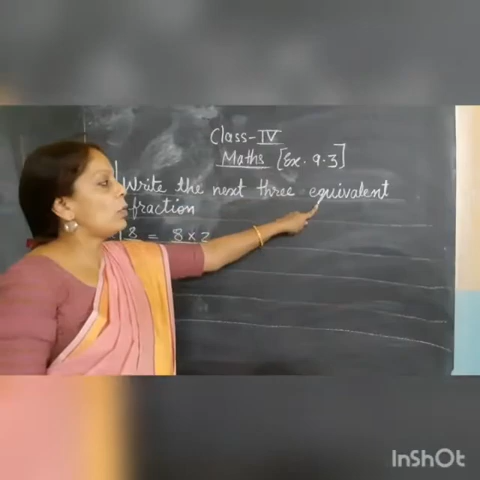 Class-IV
Maths [Ex. 9.3]
Write the next three equivalent
fraction
8 = 8 x 2
InShOt